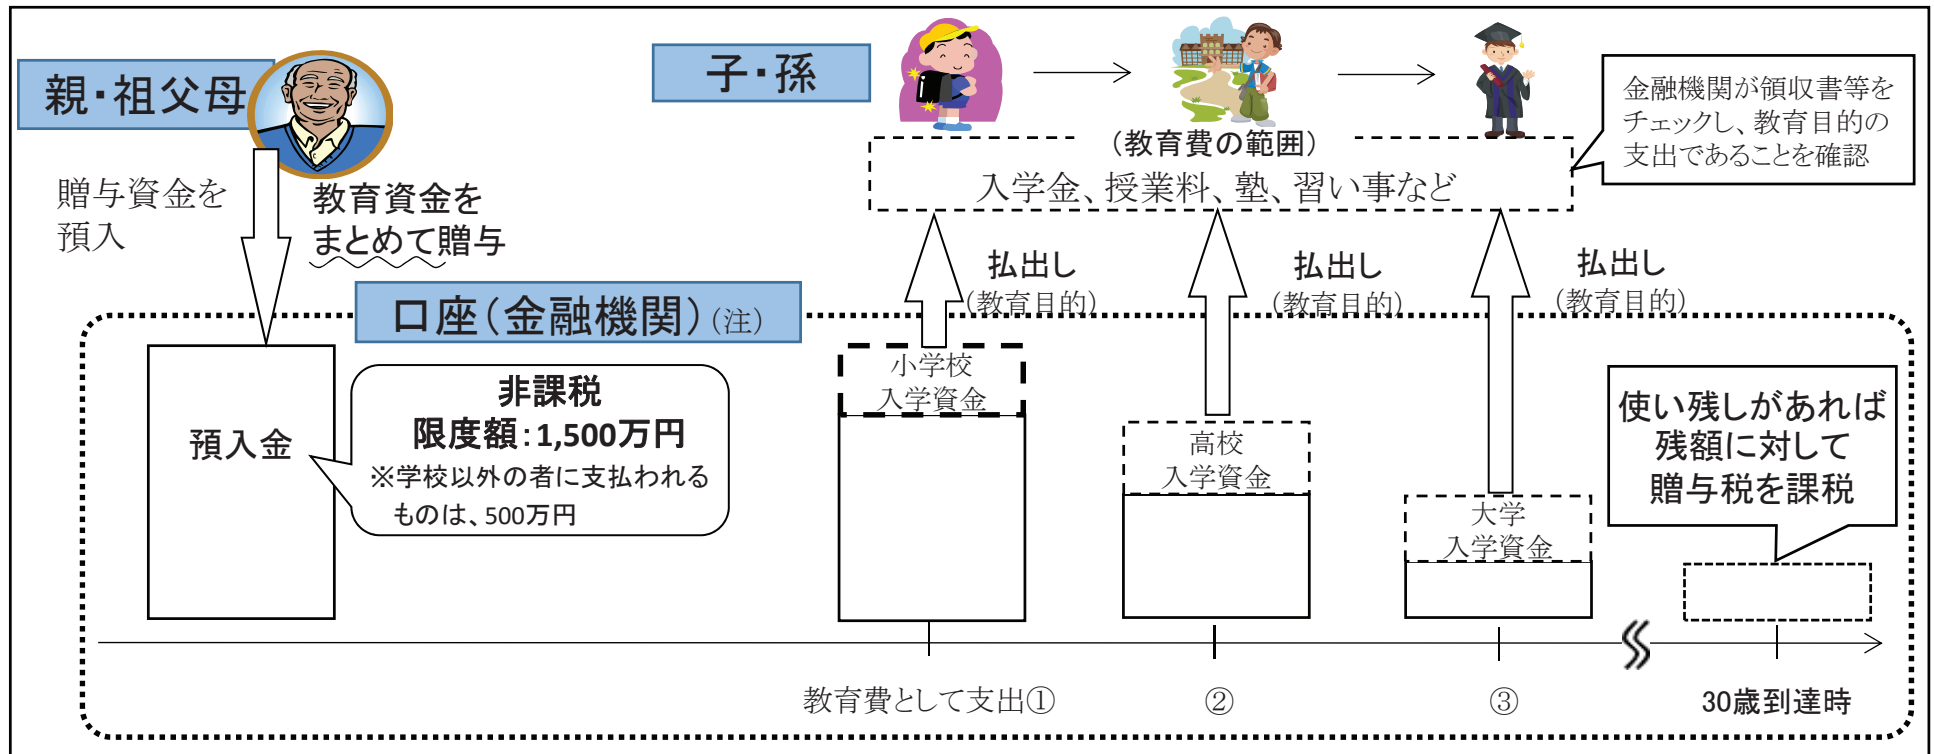 親・祖父母
子・孫
金融機関が領収書等を
チェックし、教育目的の
支出であることを確認
(教育費の範囲)
入学金、授業料、塾、習い事など
贈与資金を
預入
教育資金を
まとめて贈与
払出し
(教育目的)
払出し
(教育目的)
払出し
(教育目的)
口座(金融機関)(注)
預入金
非課税
限度額:1,500万円
※学校以外の者に支払われる
ものは、500万円
小学校
入学資金
高校
入学資金
大学
入学資金
使い残しがあれば
残額に対して
贈与税を課税
教育費として支出①
②
③
30歳到達時